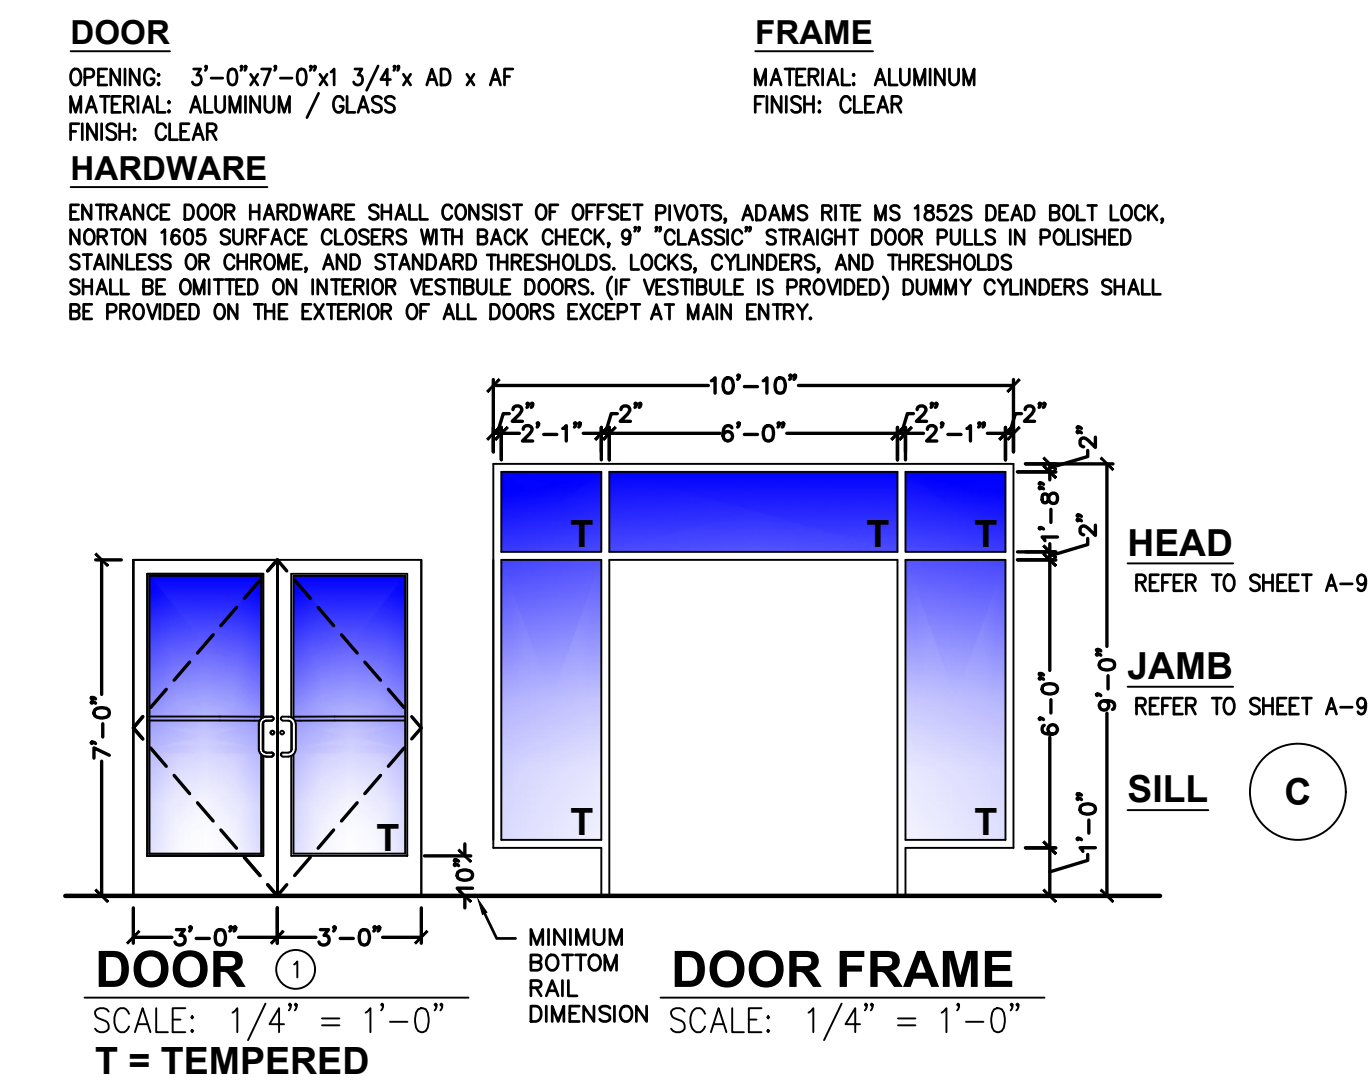 DOOR
OPENING: 3'-0"x7'-0"x1 3/4"x AD x AF
MATERIAL: ALUMINUM / GLASS
FINISH: CLEAR
FRAME
MATERIAL: ALUMINUM
FINISH: CLEAR
HARDWARE
ENTRANCE DOOR HARDWARE SHALL CONSIST OF OFFSET PIVOTS, ADAMS RITE MS 1852S DEAD BOLT LOCK,
NORTON 1605 SURFACE CLOSERS WITH BACK CHECK, 9" "CLASSIC" STRAIGHT DOOR PULLS IN POLISHED
STAINLESS OR CHROME, AND STANDARD THRESHOLDS. LOCKS, CYLINDERS, AND THRESHOLDS
SHALL BE OMITTED ON INTERIOR VESTIBULE DOORS. (IF VESTIBULE IS PROVIDED) DUMMY CYLINDERS SHALL
BE PROVIDED ON THE EXTERIOR OF ALL DOORS EXCEPT AT MAIN ENTRY.
10'-10"
2"
2"
2"
2"
2'-1"
6'-0"
2'-1"
2"
1'-8"
2"
T
T
T
6'-0"
9'-0"
1'-0"
T
T
HEAD
REFER TO SHEET A-9
JAMB
REFER TO SHEET A-9
SILL
C
7'-0"
T
10"
3'-0"
3'-0"
MINIMUM
BOTTOM
RAIL
DIMENSION
DOOR 1
SCALE: 1/4" = 1'-0"
T = TEMPERED
DOOR FRAME
SCALE: 1/4" = 1'-0"